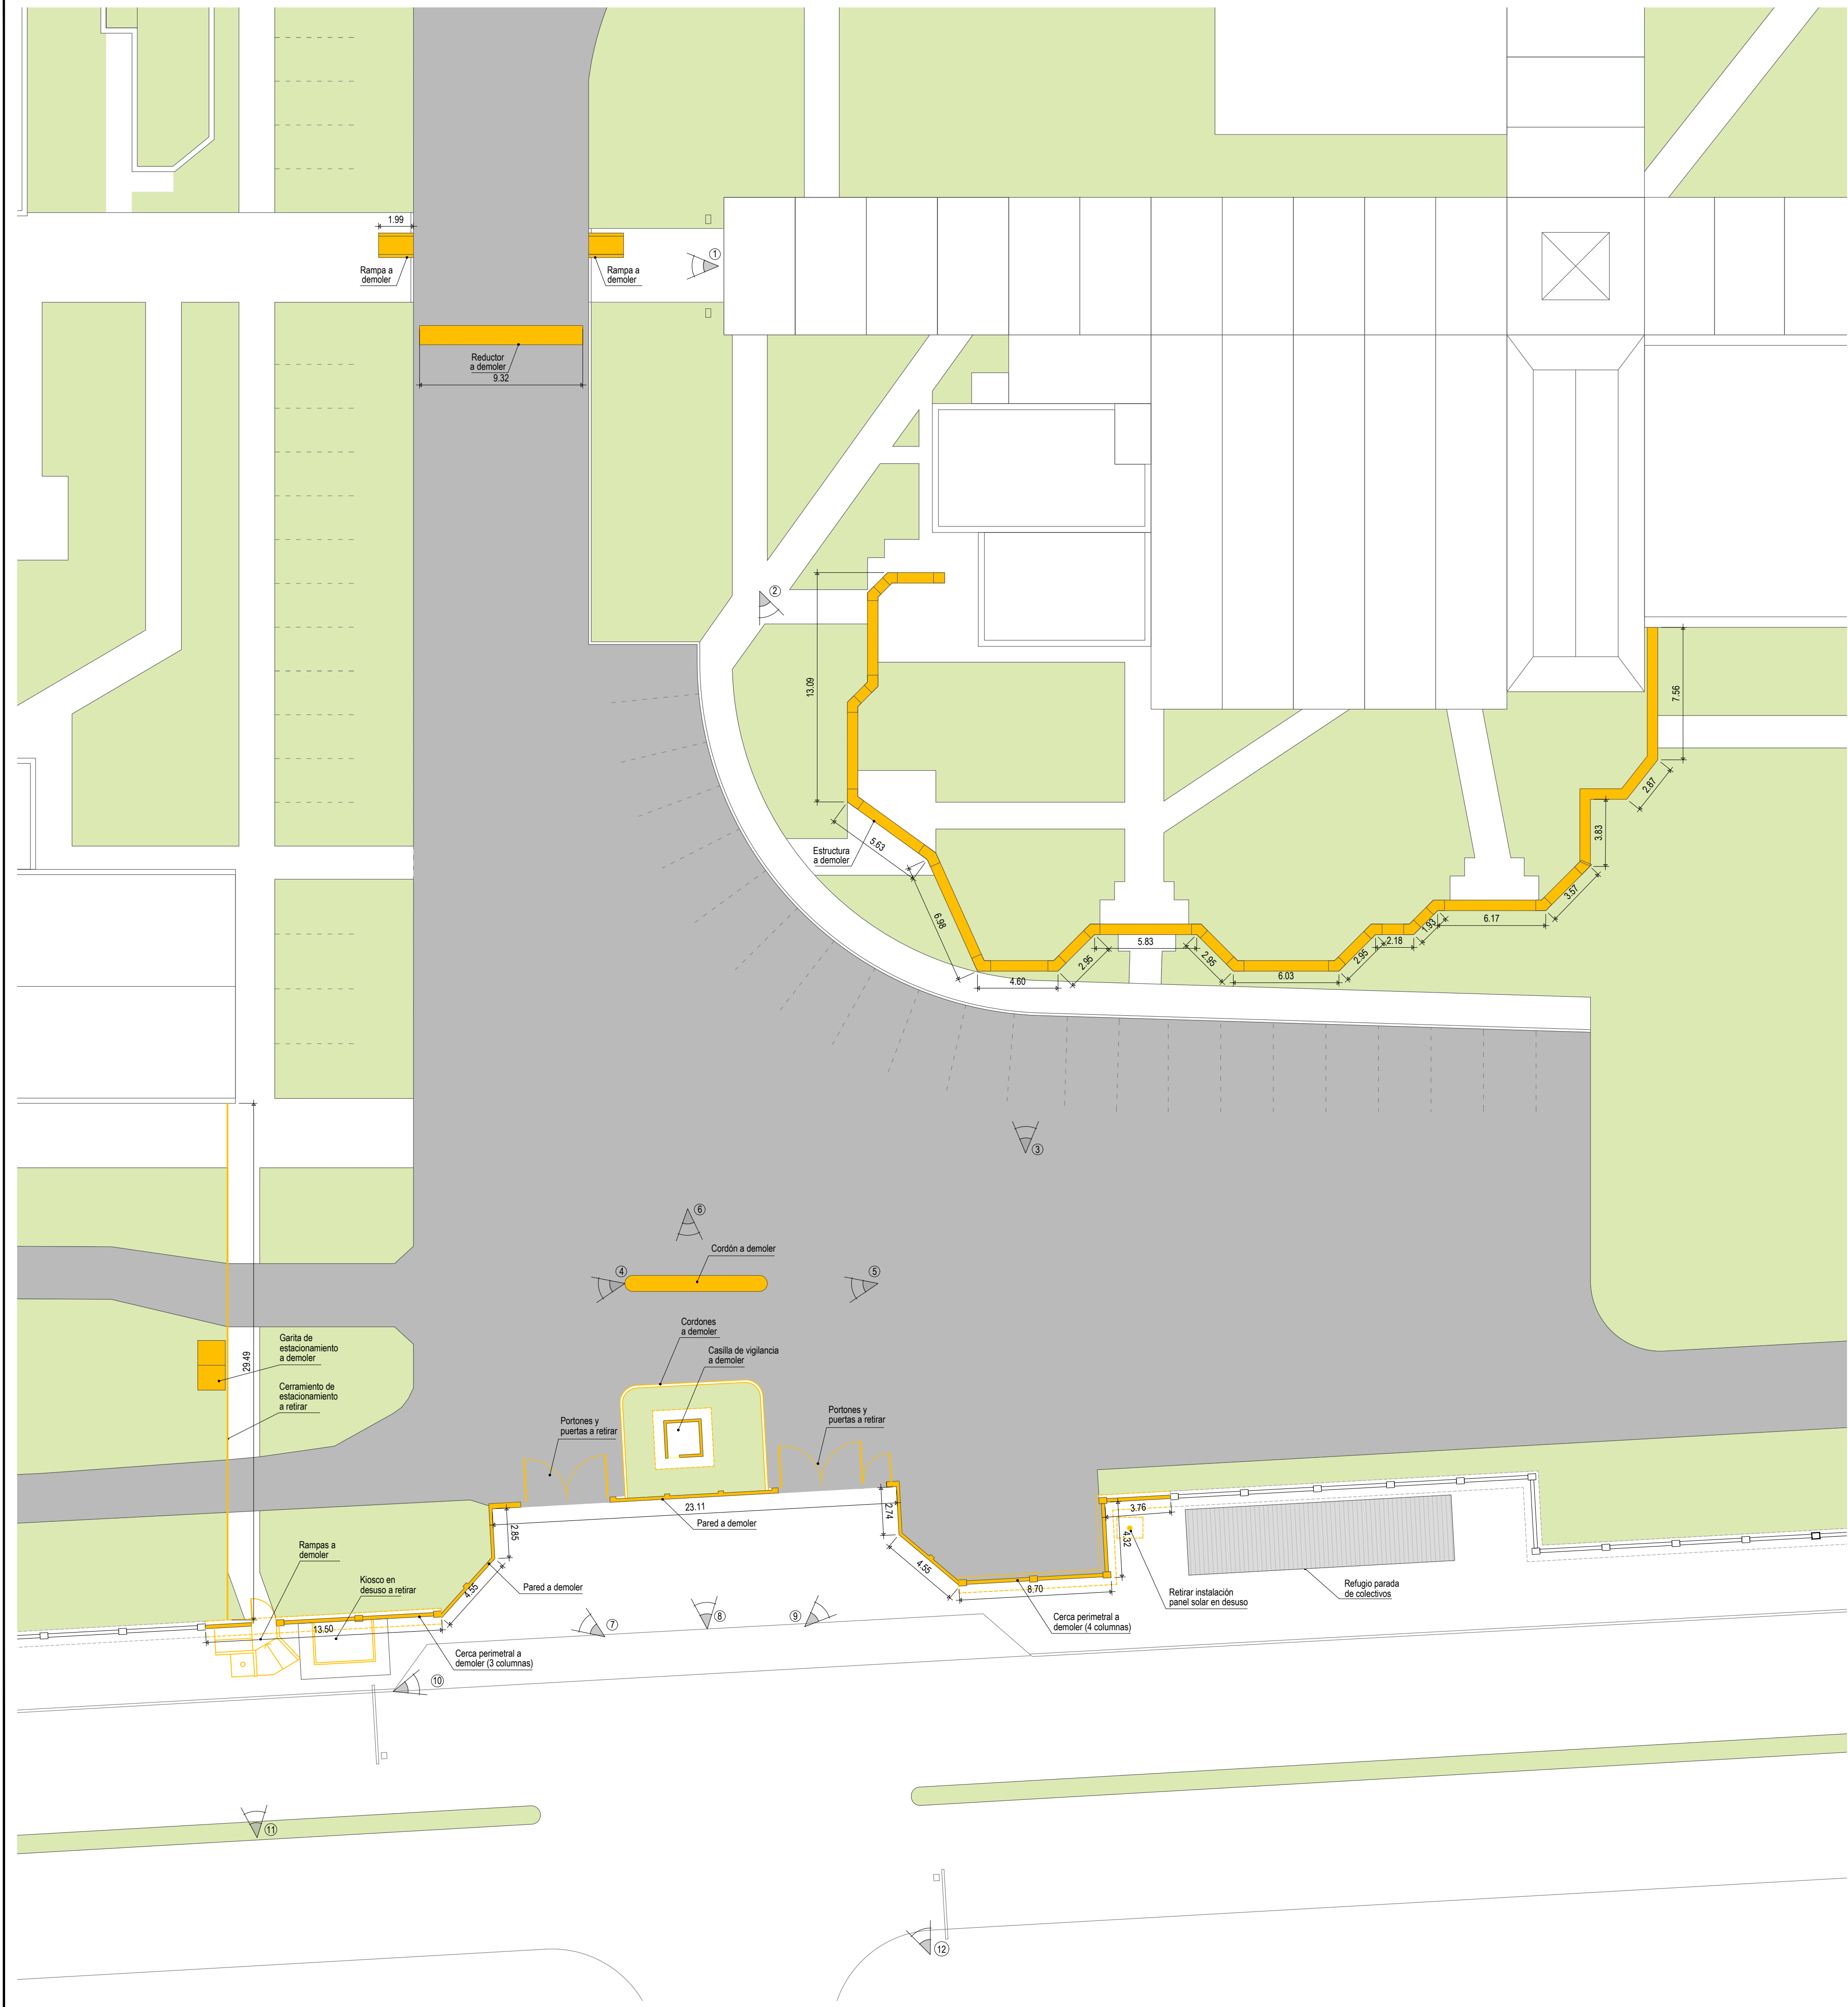 1.99
Rampa a
demoler
Rampa a
demoler
1
Reductor
a demoler
9.32
2
13.09
7.56
2.87
3.83
3.57
Estructura
a demoler
5.63
6.98
4.60
2.95
5.83
2.95
6.03
2.95
2.18
1.93
6.17
3
6
Cordón a demoler
4
5
29.49
Garita de
estacionamiento
a demoler
Cerramiento de
estacionamiento
a retirar
Cordones
a demoler
Casilla de vigilancia
a demoler
Portones y
puertas a retirar
Portones y
puertas a retirar
23.11
Pared a demoler
2.85
2.74
3.76
4.32
Rampas a
demoler
Kiosco en
desuso a retirar
4.55
Pared a demoler
4.55
8.70
Retirar instalación
panel solar en desuso
Refugio parada
de colectivos
13.50
7
8
9
Cerca perimetral a
demoler (4 columnas)
Cerca perimetral a
demoler (3 columnas)
10
11
12